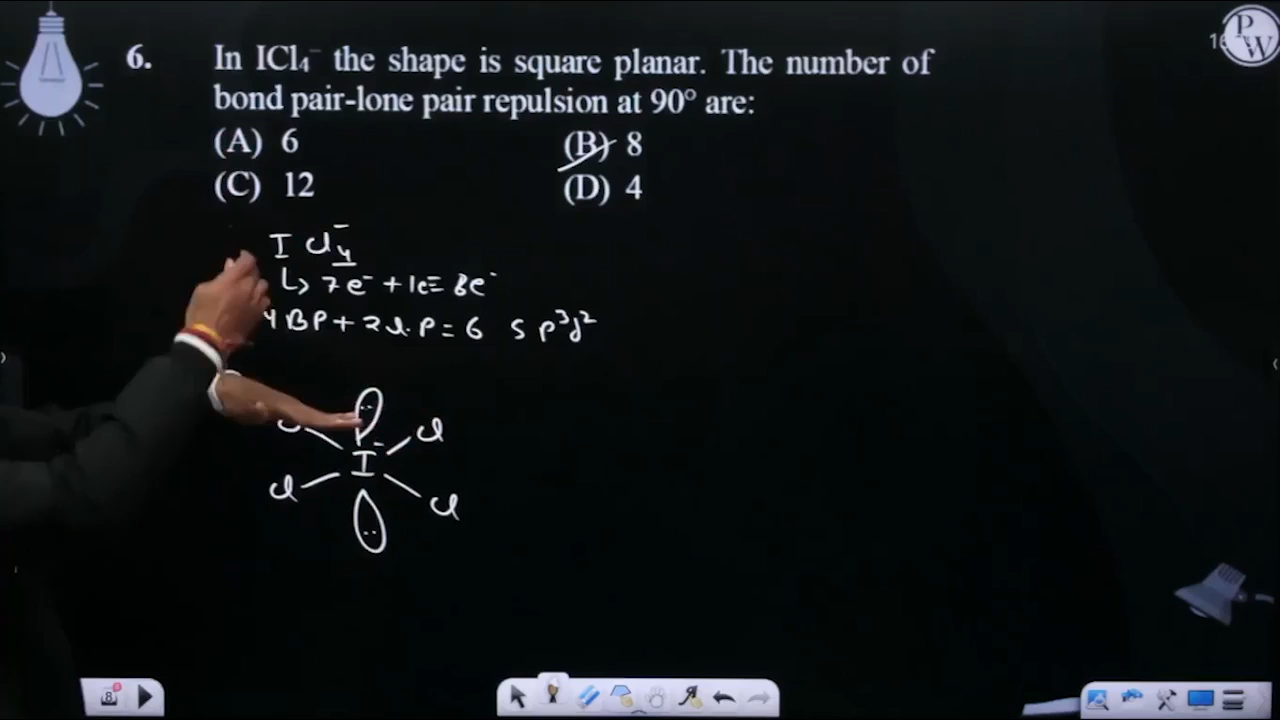 6. In ICl₄⁻ the shape is square planar. The number of
bond pair-lone pair repulsion at 90° are:
(A) 6 (B) 8
(C) 12 (D) 4
I Cl₄⁻
↳ 7e⁻ + 1e⁻ = 8e⁻
4 BP + 2 l.p = 6 sp³d²
Cl
I⁻
Cl
Cl
PW
8